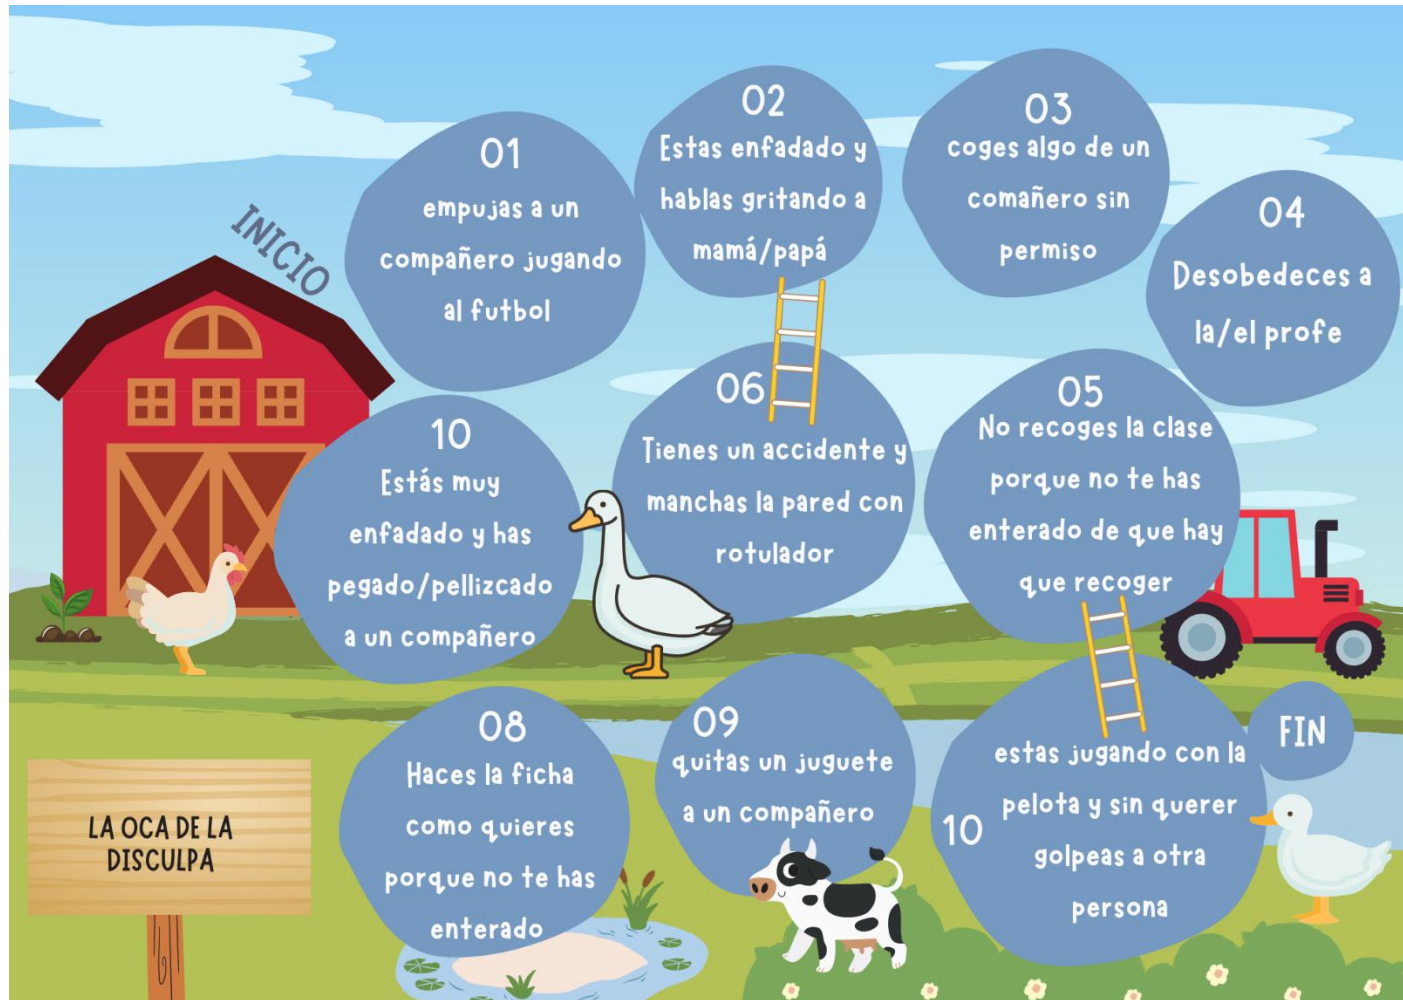 INICIO
01
empujas a un
compañero jugando
al futbol
02
Estas enfadado y
hablas gritando a
mamá/papá
03
coges algo de un
comañero sin
permiso
04
Desobedeces a
la/el profe
05
No recoges la clase
porque no te has
enterado de que hay
que recoger
06
Tienes un accidente y
manchas la pared con
rotulador
10
Estás muy
enfadado y has
pegado/pellizcado
a un compañero
08
Haces la ficha
como quieres
porque no te has
enterado
09
quitas un juguete
a un compañero
10
estas jugando con la
pelota y sin querer
golpeas a otra
persona
FIN
LA OCA DE LA
DISCULPA